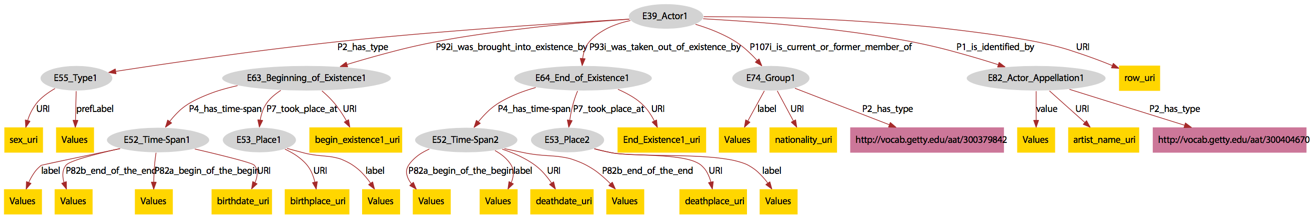 E39_Actor1
P2_has_type
P92i_was_brought_into_existence_by
P93i_was_taken_out_of_existence_by
P107i_is_current_or_former_member_of
P1_is_identified_by
URI
E55_Type1
E63_Beginning_of_Existence1
E64_End_of_Existence1
E74_Group1
E82_Actor_Appellation1
row_uri
URI
prefLabel
P4_has_time-span
P7_took_place_at
URI
P4_has_time-span
P7_took_place_at
URI
label
URI
P2_has_type
value
URI
P2_has_type
sex_uri
Values
E52_Time-Span1
E53_Place1
begin_existence1_uri
E52_Time-Span2
E53_Place2
End_Existence1_uri
Values
nationality_uri
http://vocab.getty.edu/aat/300379842
Values
artist_name_uri
http://vocab.getty.edu/aat/300404670
label
P82b_end_of_the_end
P82a_begin_of_the_begin
URI
URI
label
P82a_begin_of_the_begin
label
URI
P82b_end_of_the_end
URI
label
Values
Values
Values
birthdate_uri
birthplace_uri
Values
Values
Values
deathdate_uri
Values
deathplace_uri
Values